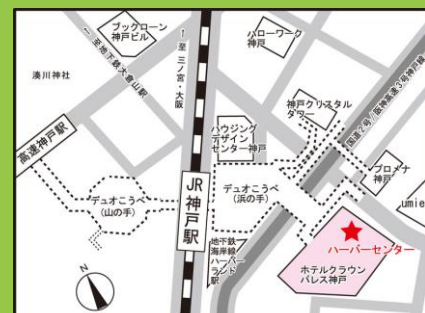 ブックローン
神戸ビル
←至地下鉄大倉山駅
↑至 三ノ宮・大阪
ハローワーク
神戸
湊川神社
高速神戸駅
ハウジング
デザイン
センター神戸
神戸クリスタル
タワー
国道2号/阪神高速3号神戸線
JR神戸駅
デュオこうべ
(山の手)
デュオこうべ
(浜の手)
プロメナ
神戸
umie
地下鉄
海岸線
ハーバー
ランド
駅
ハーバーセンター
ホテルクラウン
パレス神戸
N